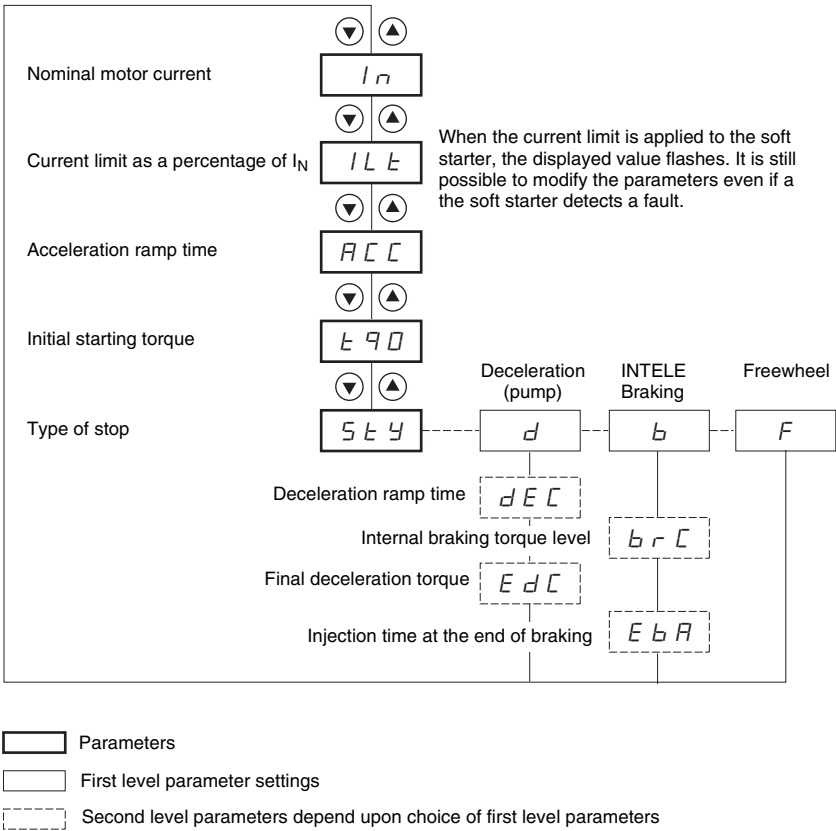 Nominal motor current
In
Current limit as a percentage of IN
ILt
When the current limit is applied to the soft
starter, the displayed value flashes. It is still
possible to modify the parameters even if a
the soft starter detects a fault.
Acceleration ramp time
ACC
Initial starting torque
tq0
Deceleration
(pump)
INTELE
Braking
Freewheel
Type of stop
StY
d
b
F
Deceleration ramp time
dEC
Internal braking torque level
brC
Final deceleration torque
EdC
Injection time at the end of braking
EbA
Parameters
First level parameter settings
Second level parameters depend upon choice of first level parameters